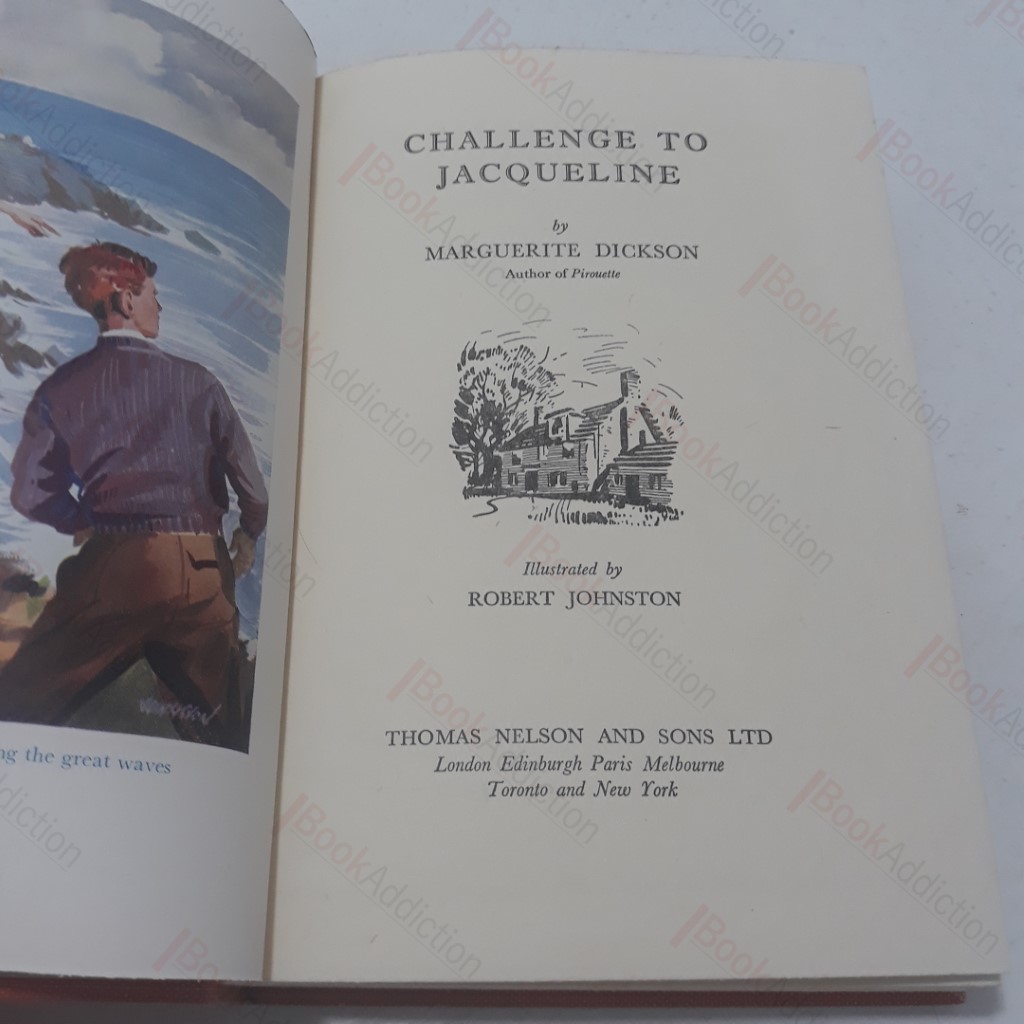 ng the great waves
CHALLENGE TO
JACQUELINE
by
MARGUERITE DICKSON
Author of Pirouette
Illustrated by
ROBERT JOHNSTON
THOMAS NELSON AND SONS LTD
London Edinburgh Paris Melbourne
Toronto and New York
BookAddiction